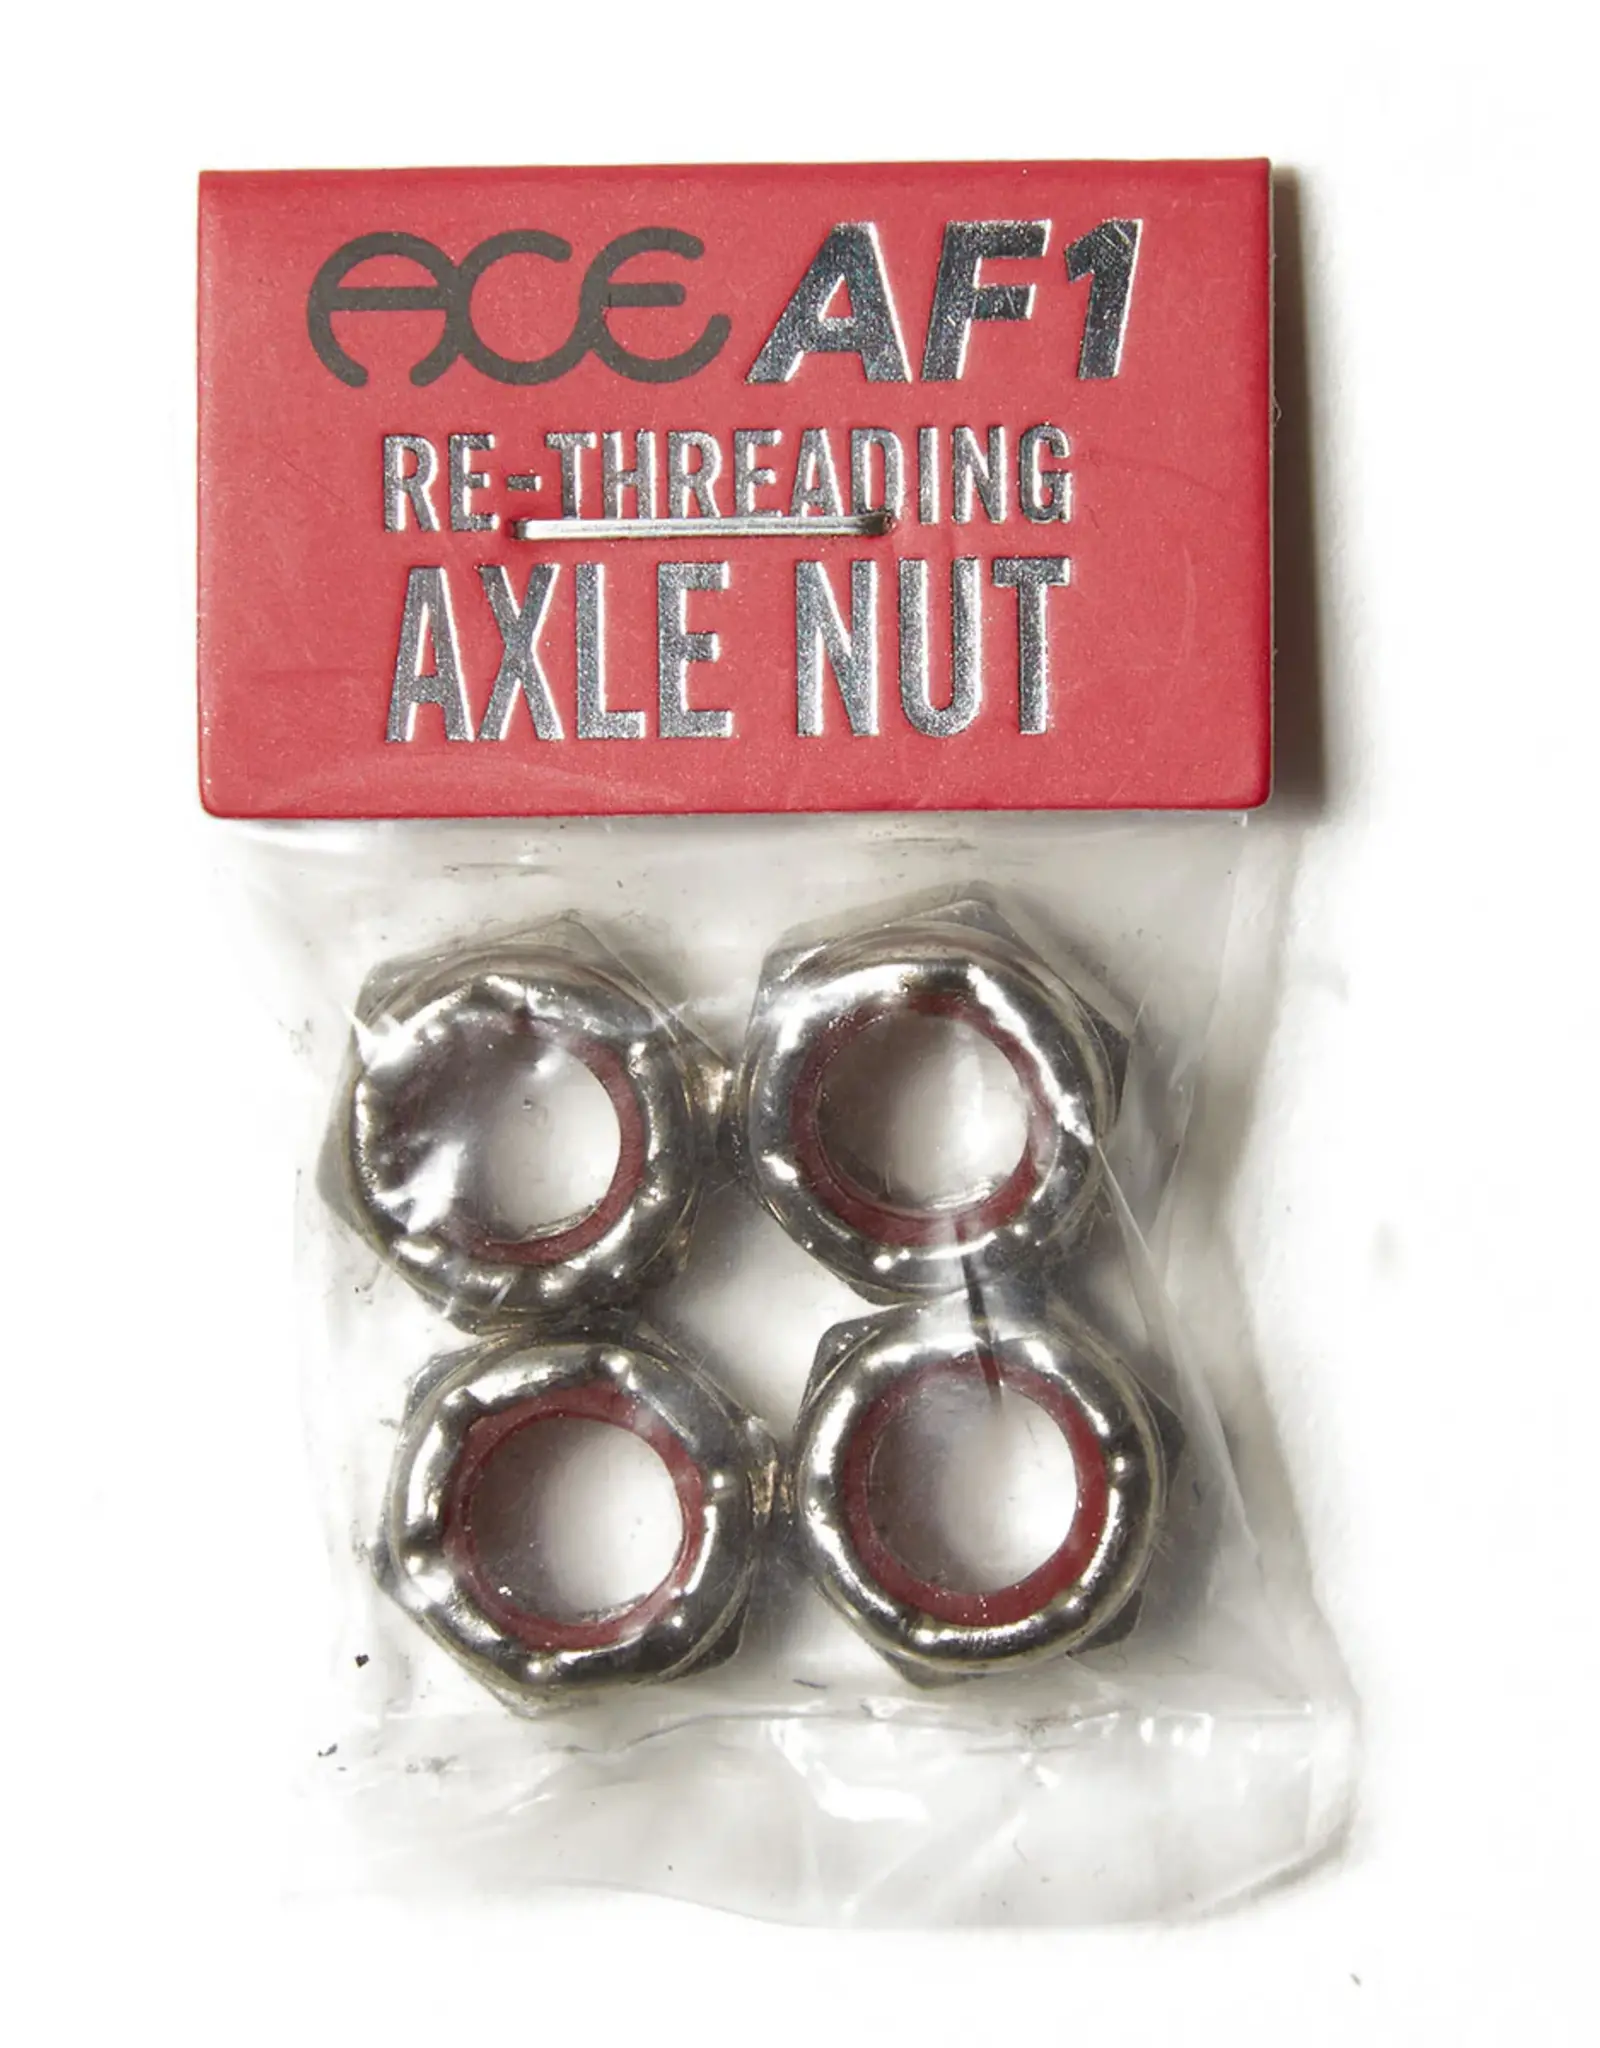 ACE AF1
RE-THREADING
AXLE NUT